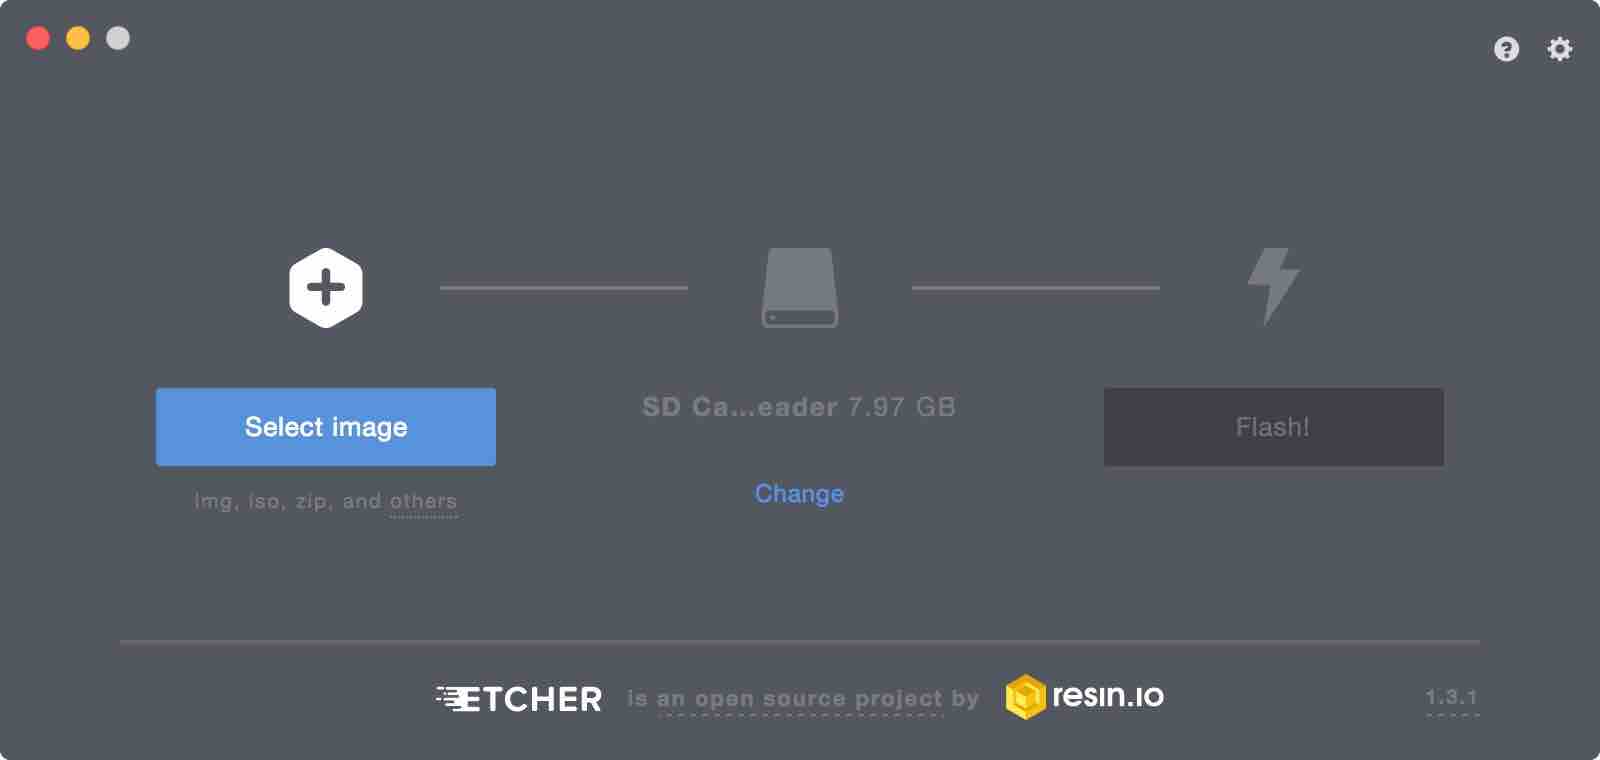 Select image
Img, iso, zip, and others
SD Ca...eader 7.97 GB
Change
Flash!
ETCHER is an open source project by resin.io
1.3.1